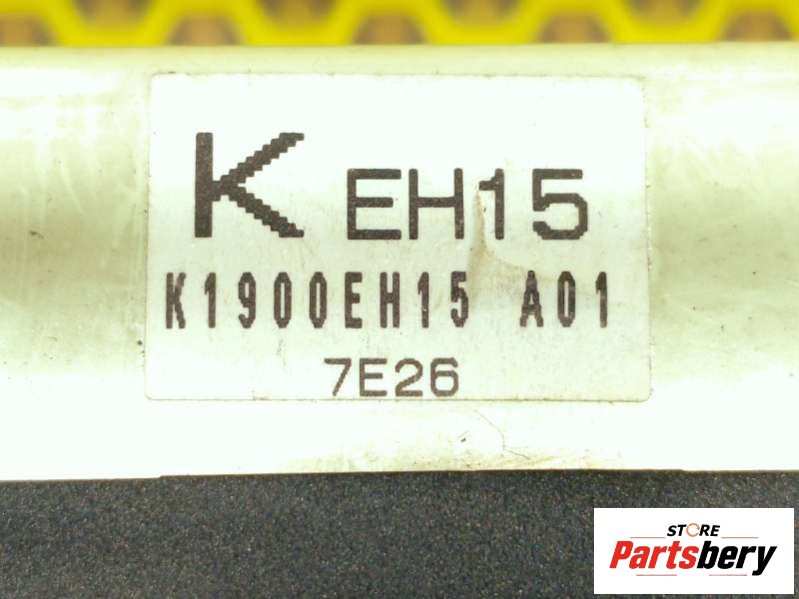 K EH15
K1900EH15 A01
7E26
STORE
Partsbery